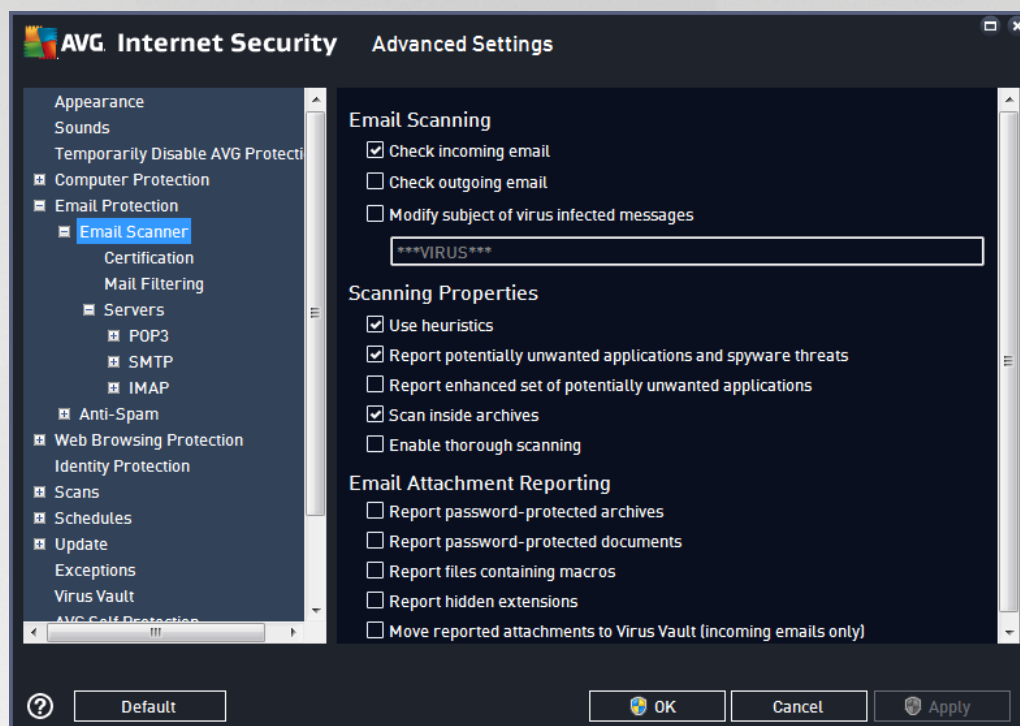 AVG. Internet Security Advanced Settings
Appearance
Sounds
Temporarily Disable AVG Protecti
Computer Protection
Email Protection
Email Scanner
Certification
Mail Filtering
Servers
POP3
SMTP
IMAP
Anti-Spam
Web Browsing Protection
Identity Protection
Scans
Schedules
Update
Exceptions
Virus Vault
AVG Self Protection
Email Scanning
Check incoming email
Check outgoing email
Modify subject of virus infected messages
***VIRUS***
Scanning Properties
Use heuristics
Report potentially unwanted applications and spyware threats
Report enhanced set of potentially unwanted applications
Scan inside archives
Enable thorough scanning
Email Attachment Reporting
Report password-protected archives
Report password-protected documents
Report files containing macros
Report hidden extensions
Move reported attachments to Virus Vault (incoming emails only)
? Default OK Cancel Apply